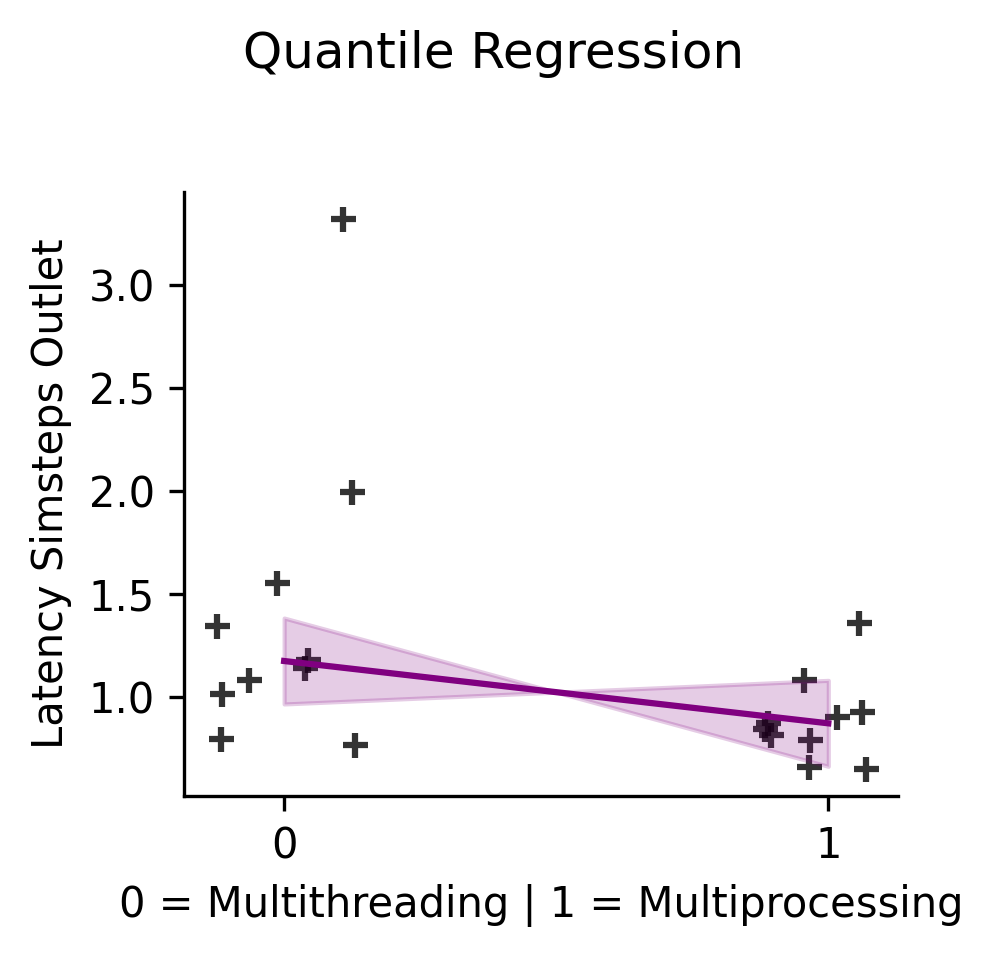 Quantile Regression
Latency Simsteps Outlet
3.0
2.5
2.0
1.5
1.0
0
1
0 = Multithreading | 1 = Multiprocessing